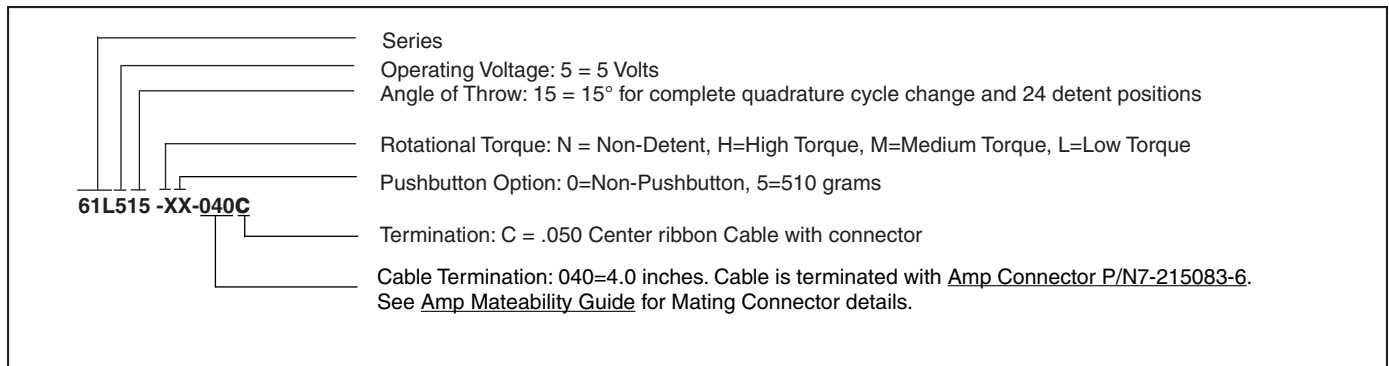 Series
Operating Voltage: 5 = 5 Volts
Angle of Throw: 15 = 15° for complete quadrature cycle change and 24 detent positions
Rotational Torque: N = Non-Detent, H=High Torque, M=Medium Torque, L=Low Torque
Pushbutton Option: 0=Non-Pushbutton, 5=510 grams
61L515 -XX-040C
Termination: C = .050 Center ribbon Cable with connector
Cable Termination: 040=4.0 inches. Cable is terminated with Amp Connector P/N7-215083-6.
See Amp Mateability Guide for Mating Connector details.